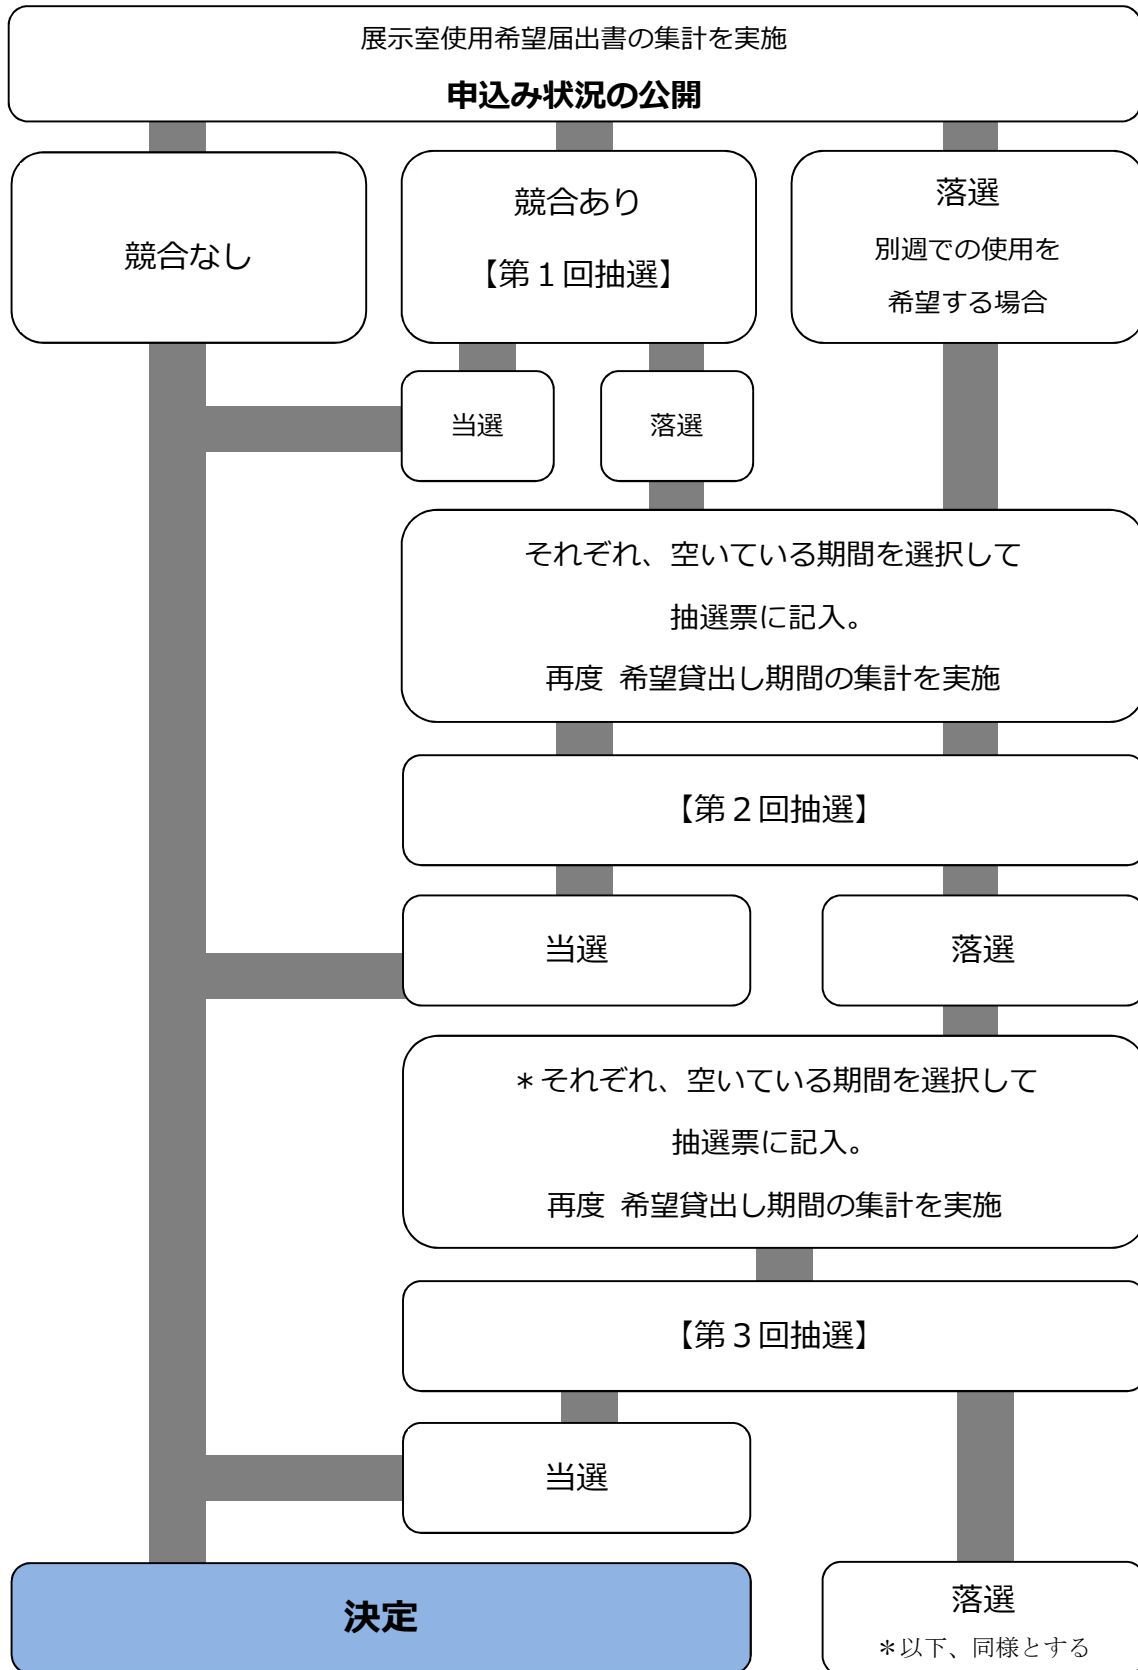 展示室使用希望届出書の集計を実施
申込み状況の公開
競合なし
競合あり
【第１回抽選】
落選
別週での使用を
希望する場合
当選
落選
それぞれ、空いている期間を選択して
抽選票に記入。
再度 希望貸出し期間の集計を実施
【第２回抽選】
当選
落選
＊それぞれ、空いている期間を選択して
抽選票に記入。
再度 希望貸出し期間の集計を実施
【第３回抽選】
当選
決定
落選
＊以下、同様とする